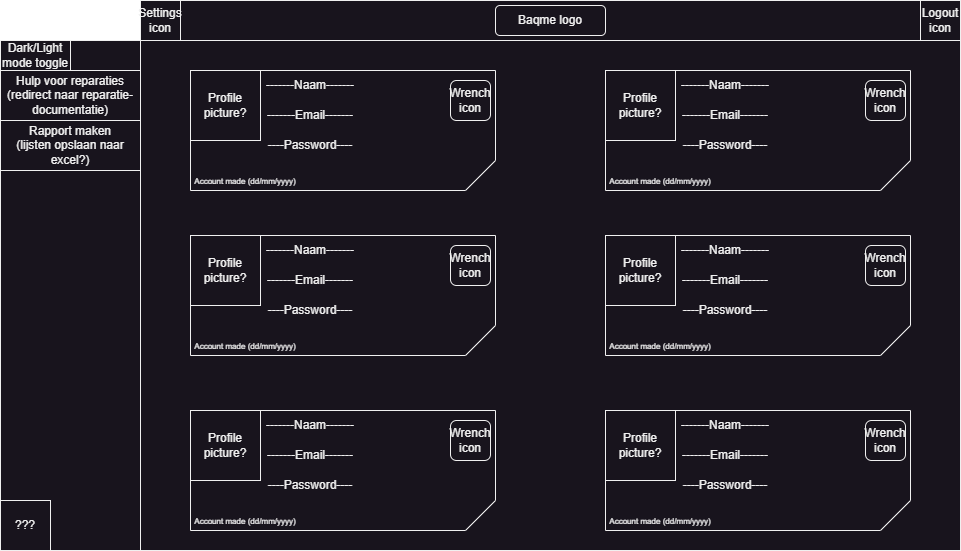 Settings
icon
Baqme logo
Logout
icon
Dark/Light
mode toggle
Hulp voor reparaties
(redirect naar reparatie-
documentatie)
Rapport maken
(lijsten opslaan naar
excel?)
???
Profile
picture?
-------Naam-------
-------Email-------
----Password----
Wrench
icon
Account made (dd/mm/yyyy)
Profile
picture?
-------Naam-------
-------Email-------
----Password----
Wrench
icon
Account made (dd/mm/yyyy)
Profile
picture?
-------Naam-------
-------Email-------
----Password----
Wrench
icon
Account made (dd/mm/yyyy)
Profile
picture?
-------Naam-------
-------Email-------
----Password----
Wrench
icon
Account made (dd/mm/yyyy)
Profile
picture?
-------Naam-------
-------Email-------
----Password----
Wrench
icon
Account made (dd/mm/yyyy)
Profile
picture?
-------Naam-------
-------Email-------
----Password----
Wrench
icon
Account made (dd/mm/yyyy)